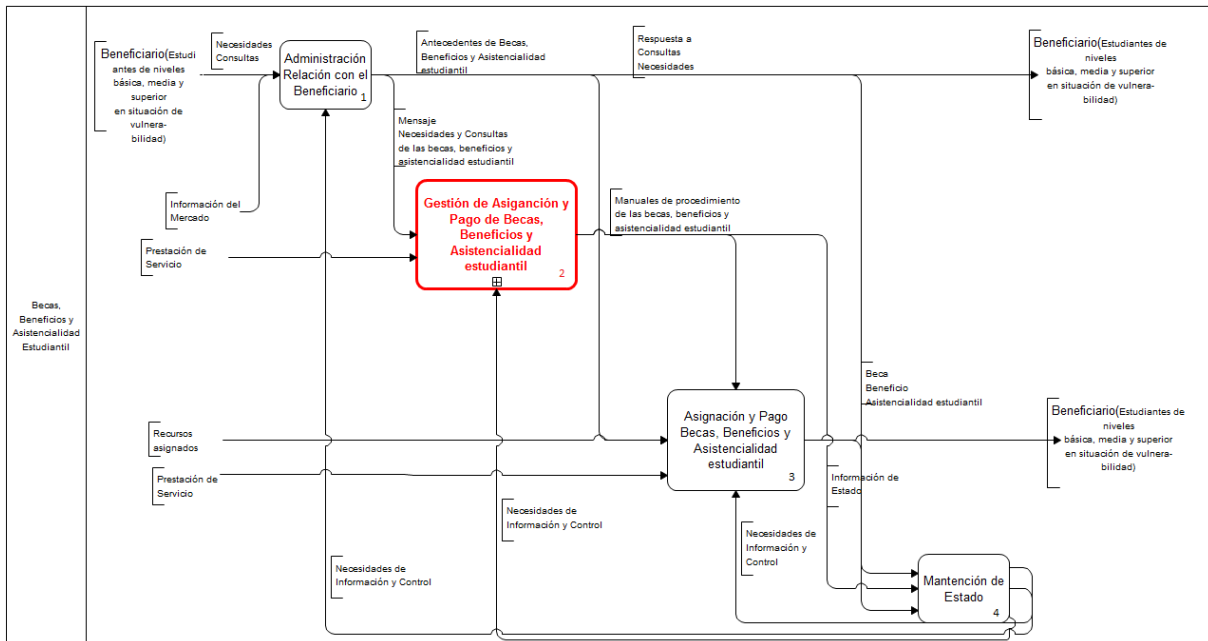 Becas,
Beneficios y
Asistencialidad
Estudiantil
Beneficiario(Estudi
antes de niveles
básica, media y
superior
en situación de
vulnera-
bilidad)
Necesidades
Consultas
Administración
Relación con el
Beneficiario
1
Antecedentes de Becas,
Beneficios y Asistencialidad
estudiantil
Respuesta a
Consultas
Necesidades
Beneficiario(Estudiantes de
niveles
básica, media y superior
en situación de vulnera-
bilidad)
Mensaje
Necesidades y Consultas
de las becas, beneficios y
asistencialidad estudiantil
Información del
Mercado
Prestación de
Servicio
Gestión de Asigancción y
Pago de Becas,
Beneficios y
Asistencialidad
estudiantil
2
Manuales de procedimiento
de las becas, beneficios y
asistencialidad estudiantil
Beca
Beneficio
Asistencialidad estudiantil
Recursos
asignados
Prestación de
Servicio
Asignación y Pago
Becas, Beneficios y
Asistencialidad
estudiantil
3
Beneficiario(Estudiantes de
niveles
básica, media y superior
en situación de vulnera-
bilidad)
Información de
Estado
Necesidades de
Información y Control
Necesidades de
Información y
Control
Necesidades de
Información y Control
Mantención de
Estado
4